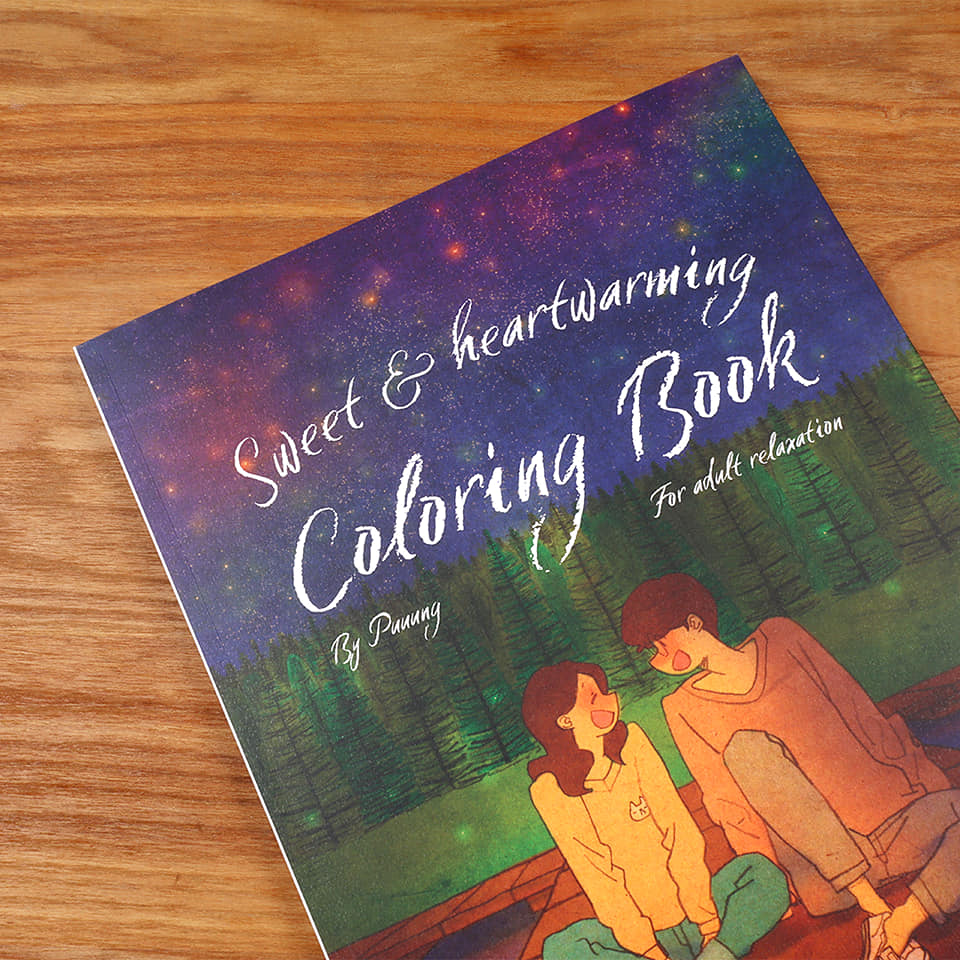 Sweet & heartwarming
Coloring Book
For adult relaxation
By Puuung